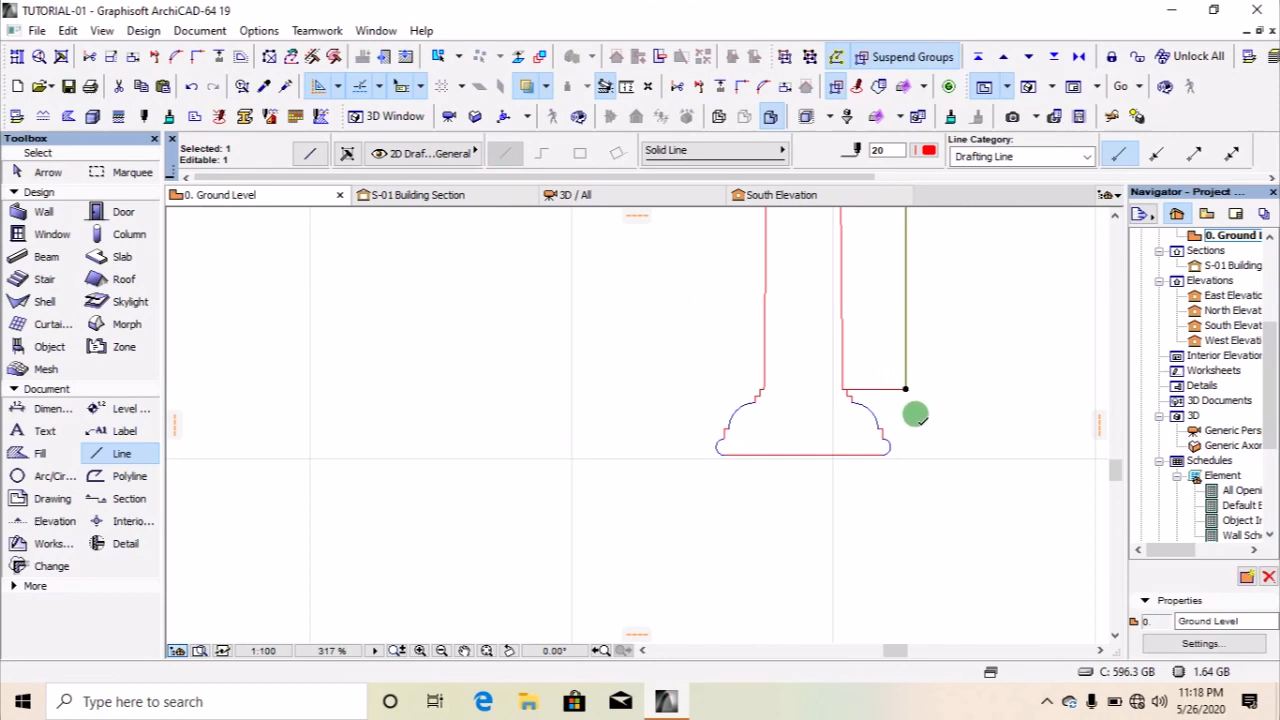 TUTORIAL-01 - Graphisoft ArchiCAD-64 19
File Edit View Design Document Options Teamwork Window Help
Suspend Groups
Unlock All
Go
3D Window
Toolbox
Select
Arrow Marquee
Design
Wall Door
Window Column
Beam Slab
Stair Roof
Shell Skylight
Curtai... Morph
Object Zone
Mesh
Document
Dimen... Level ...
Text Label
Fill Line
Arc/Cir... Polyline
Drawing Section
Elevation Interio...
Works... Detail
Change
More
Selected: 1
Editable: 1
2D Draf...General
Solid Line
20
Line Category:
Drafting Line
0. Ground Level
S-01 Building Section
3D / All
South Elevation
1:100
317 %
0.00°
Navigator - Project ...
0. Ground l
Sections
S-01 Building
Elevations
East Elevatic
North Elevat
South Elevat
West Elevati
Interior Elevation
Worksheets
Details
3D Documents
3D
Generic Pers
Generic Axon
Schedules
Element
All Openi
Default E
Object In
Wall Sch
Properties
0. Ground Level
Settings...
C: 596.3 GB
1.64 GB
Type here to search
11:18 PM
5/26/2020